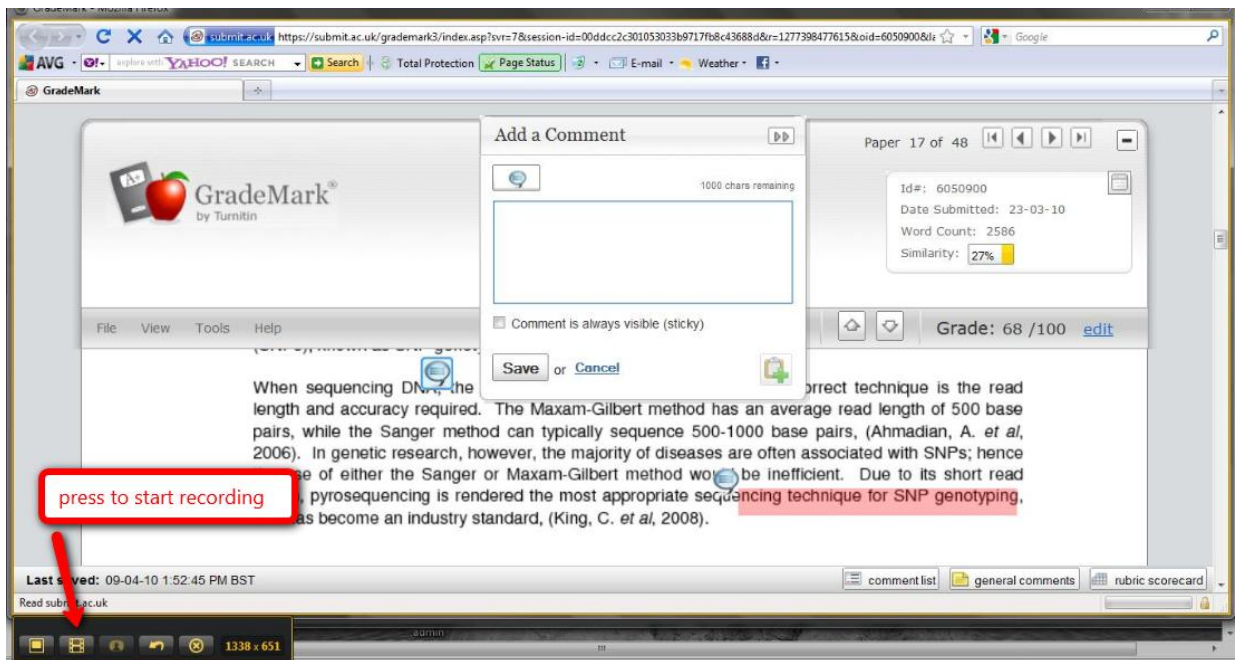 GradeMark - Mozilla Firefox
submit.ac.uk https://submit.ac.uk/grademark3/index.asp?svr=7&session-id=00ddcc2c301053033b9717fb8c43688d&r=1277398477615&oid=6050900&la Google
AVG explore with YAHOO! SEARCH Search Total Protection Page Status E-mail Weather
GradeMark
Add a Comment
Paper 17 of 48
A+
GradeMark®
by Turnitin
1000 chars remaining
Id#: 6050900
Date Submitted: 23-03-10
Word Count: 2586
Similarity: 27%
Comment is always visible (sticky)
File View Tools Help
Grade: 68 /100 edit
Save or Cancel
When sequencing DNA, the orrect technique is the read
length and accuracy required. The Maxam-Gilbert method has an average read length of 500 base
pairs, while the Sanger method can typically sequence 500-1000 base pairs, (Ahmadian, A. et al,
2006). In genetic research, however, the majority of diseases are often associated with SNPs; hence
se of either the Sanger or Maxam-Gilbert method wo be inefficient. Due to its short read
, pyrosequencing is rendered the most appropriate sequencing technique for SNP genotyping,
as become an industry standard, (King, C. et al, 2008).
press to start recording
Last saved: 09-04-10 1:52:45 PM BST
comment list general comments rubric scorecard
Read submit.ac.uk
admin
1338 x 651